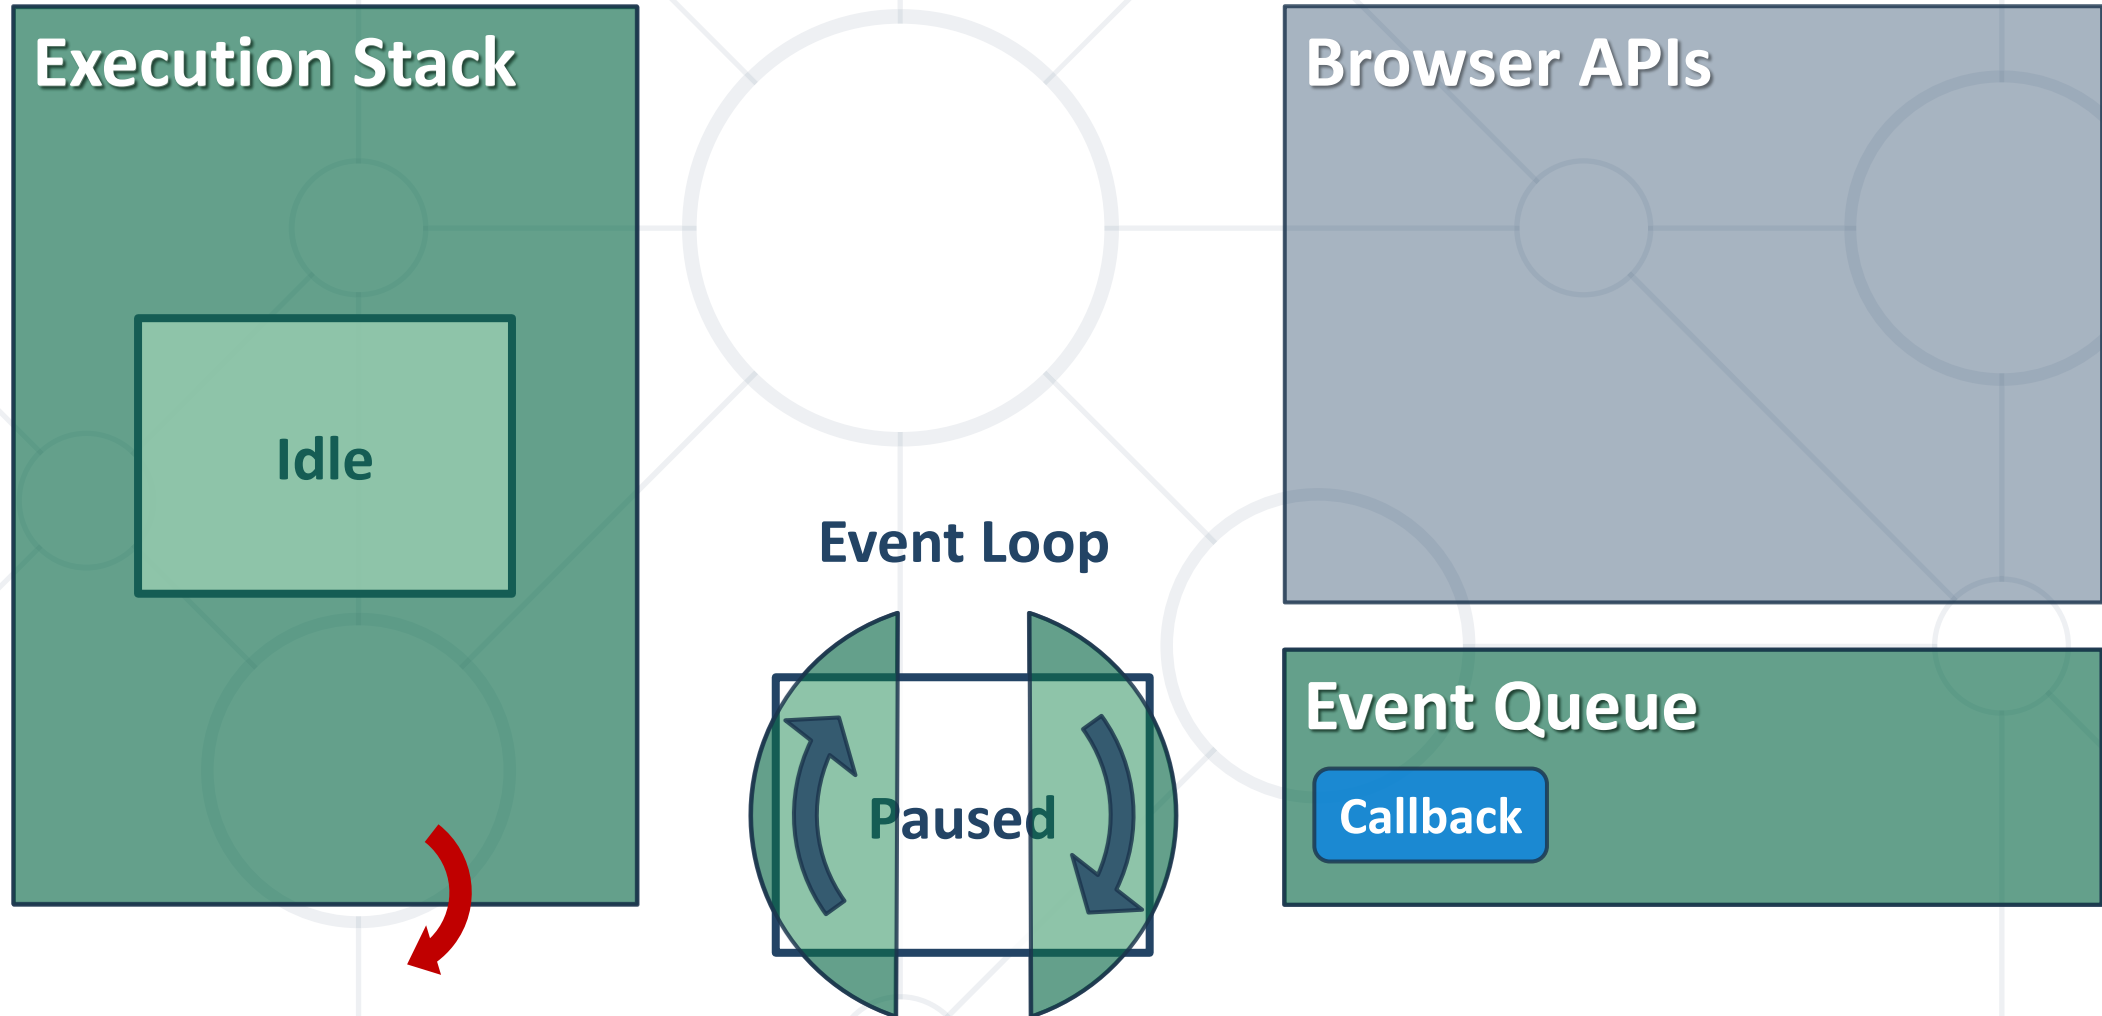 Execution Stack
Browser APIs
Idle
Event Loop
Event Queue
Paused
Callback